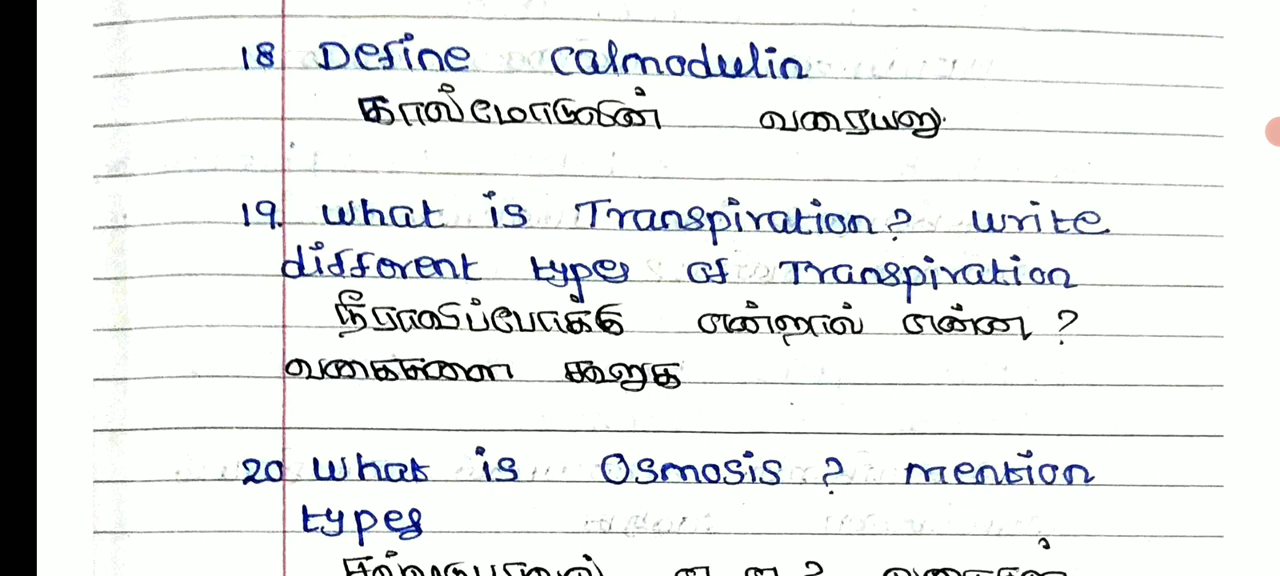 18 Define calmodulin
கால்மோடுலின் வரையறு.
19. What is Transpiration? Write
different types of Transpiration
நீராவிப்போக்கு என்றால் என்ன?
வகைகளை கூறுக
20 What is Osmosis? mention
types